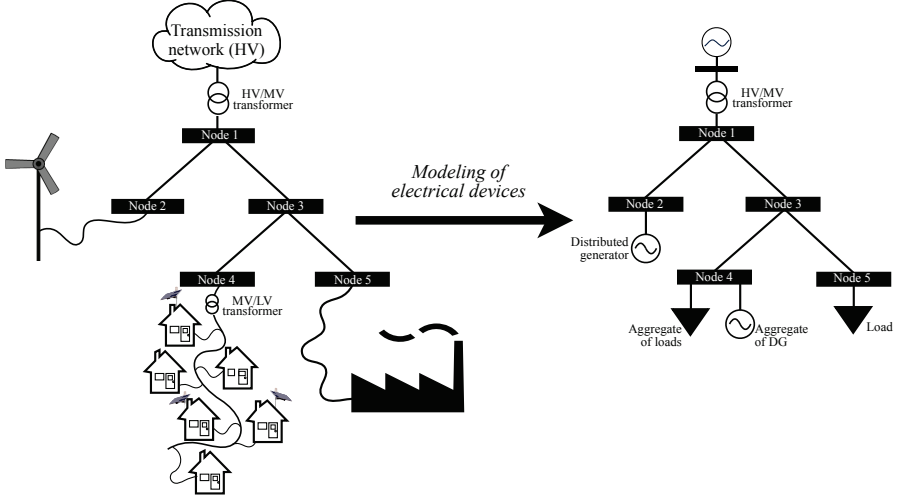 Transmission
network (HV)
HV/MV
transformer
Node 1
Node 2
Node 3
Node 4
Node 5
MV/LV
transformer
Modeling of
electrical devices
HV/MV
transformer
Node 1
Node 2
Node 3
Distributed
generator
Node 4
Node 5
Aggregate
of loads
Aggregate
of DG
Load